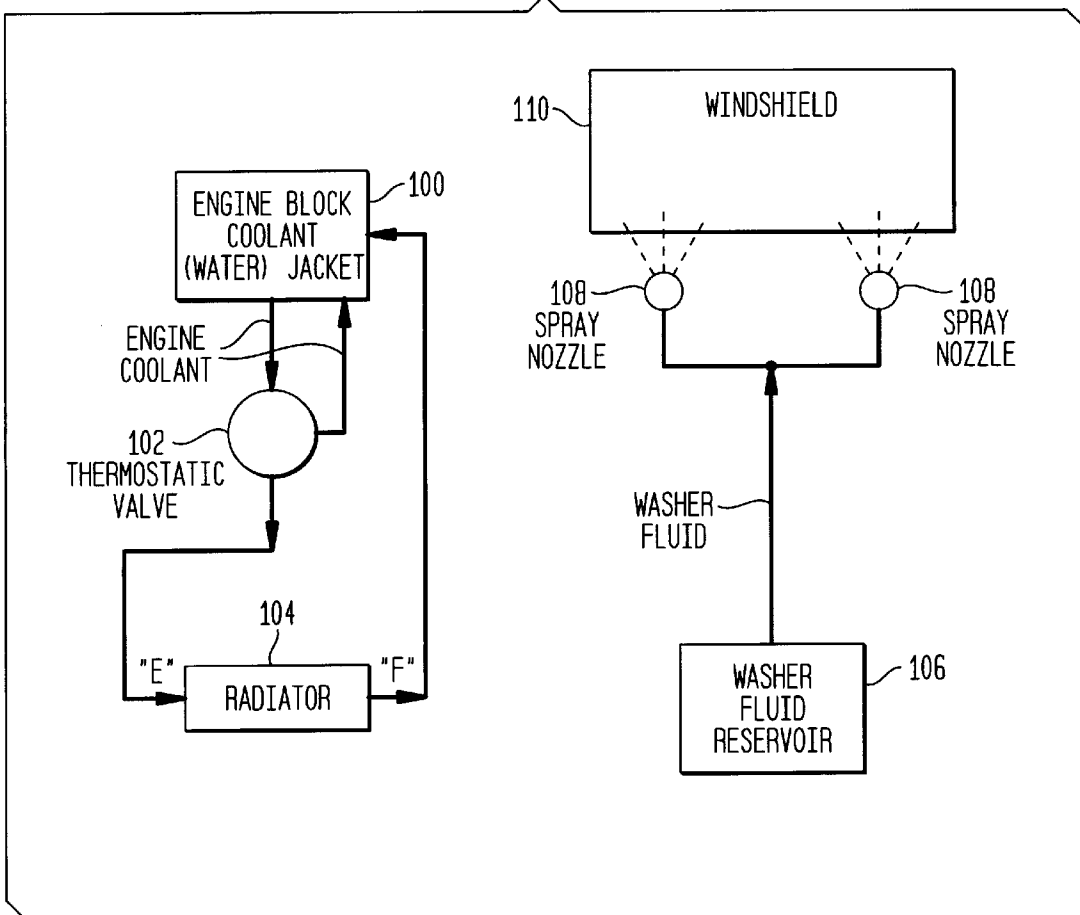 110
WINDSHIELD
100
ENGINE BLOCK
COOLANT
(WATER) JACKET
108
SPRAY
NOZZLE
108
SPRAY
NOZZLE
ENGINE
COOLANT
102
THERMOSTATIC
VALVE
WASHER
FLUID
104
"E"
RADIATOR
"F"
106
WASHER
FLUID
RESERVOIR